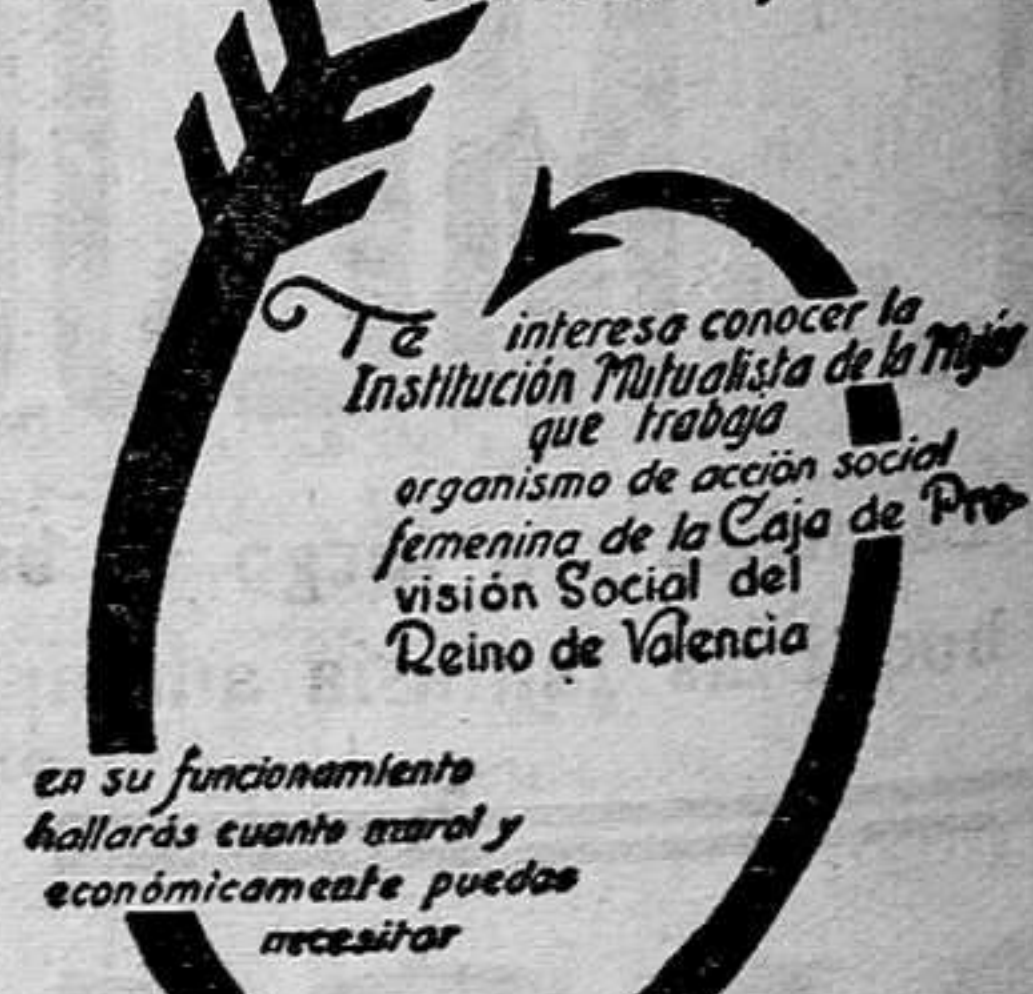 Te interesa conocer la
Institución Mutualista de la Mujer
que trabaja
organismo de acción social
femenina de la Caja de Pre-
visión Social del
Reino de Valencia
en su funcionamiento
hallarás cuanto moral y
económicamente puedas
necesitar